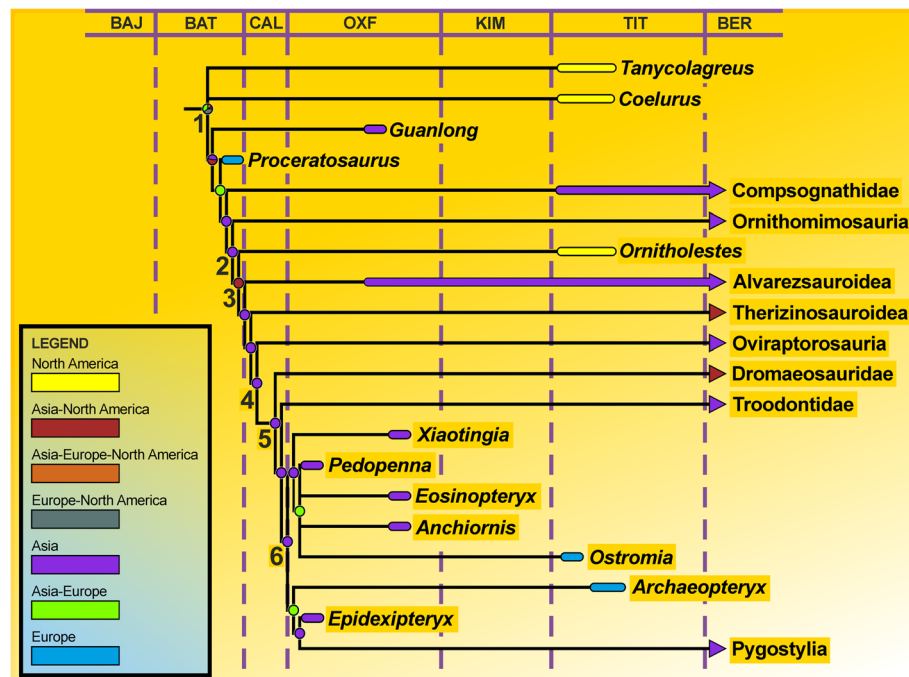 BAJ BAT CAL OXF KIM TIT BER
Tanycolagreus
Coelurus
1
Guanlong
Proceratosaurus
Compsognathidae
Ornithomimosauria
2
Ornitholestes
3
Alvarezsauroidea
Therizinosauroidea
Oviraptorosauria
4
Dromaeosauridae
Troodontidae
5
Xiaotingia
Pedopenna
Eosinopteryx
Anchiornis
6
Ostromia
Archaeopteryx
Epidexipteryx
Pygostylia
LEGEND
North America
Asia-North America
Asia-Europe-North America
Europe-North America
Asia
Asia-Europe
Europe